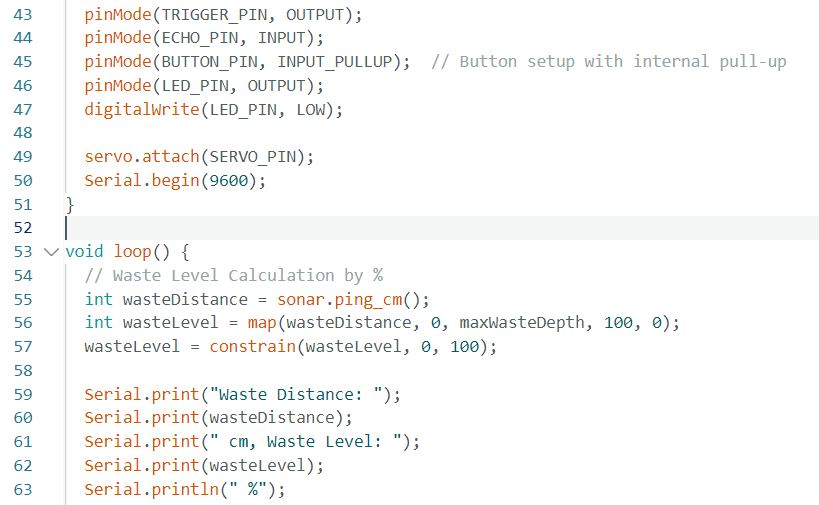 43 pinMode(TRIGGER_PIN, OUTPUT);
44 pinMode(ECHO_PIN, INPUT);
45 pinMode(BUTTON_PIN, INPUT_PULLUP);  // Button setup with internal pull-up
46 pinMode(LED_PIN, OUTPUT);
47 digitalWrite(LED_PIN, LOW);
48
49 servo.attach(SERVO_PIN);
50 Serial.begin(9600);
51 }
52
53 void loop() {
54 // Waste Level Calculation by %
55 int wasteDistance = sonar.ping_cm();
56 int wasteLevel = map(wasteDistance, 0, maxWasteDepth, 100, 0);
57 wasteLevel = constrain(wasteLevel, 0, 100);
58
59 Serial.print("Waste Distance: ");
60 Serial.print(wasteDistance);
61 Serial.print(" cm, Waste Level: ");
62 Serial.print(wasteLevel);
63 Serial.println(" %");